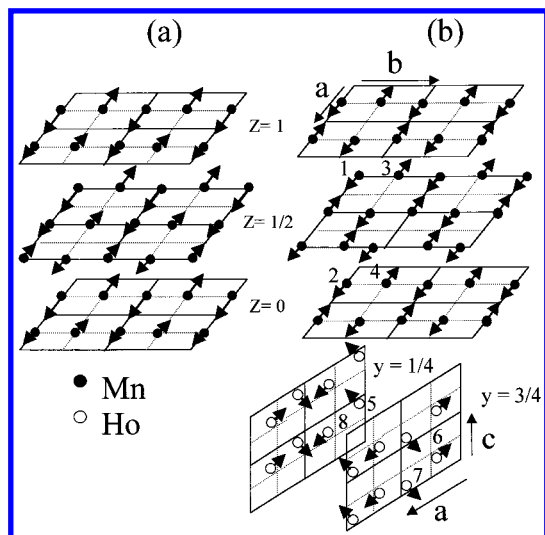 (a)
Z= 1
Z= 1/2
Z=0
Mn
Ho
(b)
b
a
1 3
2 4
y = 1/4
5
8
y = 3/4
6
c
7
a